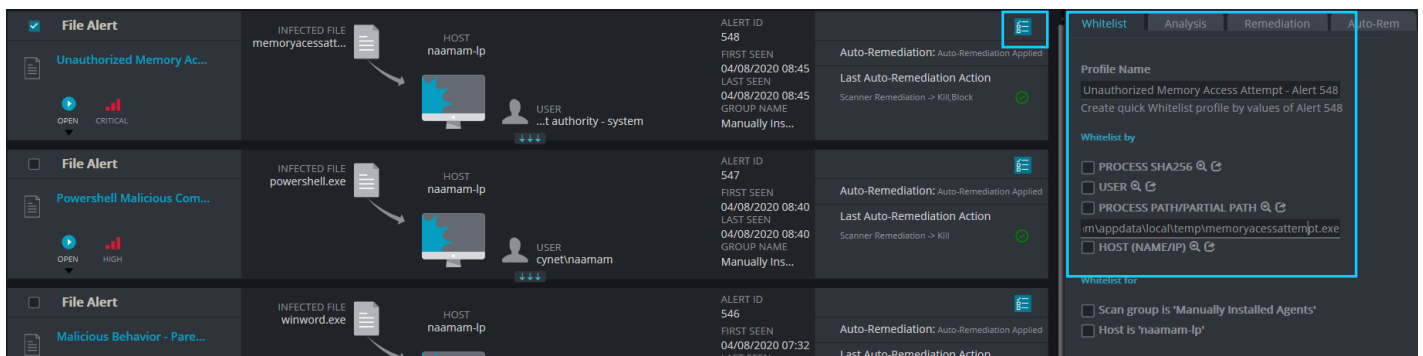 File Alert
Unauthorized Memory Ac...
OPEN
CRITICAL
INFECTED FILE
memoryacessatt...
HOST
naamam-lp
USER
...t authority - system
ALERT ID
548
FIRST SEEN
04/08/2020 08:45
LAST SEEN
04/08/2020 08:45
GROUP NAME
Manually Ins...
Auto-Remediation: Auto-Remediation Applied
Last Auto-Remediation Action
Scanner Remediation -> Kill,Block
File Alert
Powershell Malicious Com...
OPEN
HIGH
INFECTED FILE
powershell.exe
HOST
naamam-lp
USER
cynet\naamam
ALERT ID
547
FIRST SEEN
04/08/2020 08:40
LAST SEEN
04/08/2020 08:40
GROUP NAME
Manually Ins...
Auto-Remediation: Auto-Remediation Applied
Last Auto-Remediation Action
Scanner Remediation -> Kill
File Alert
Malicious Behavior - Pare...
INFECTED FILE
winword.exe
HOST
naamam-lp
ALERT ID
546
FIRST SEEN
04/08/2020 07:32
LAST SEEN
Auto-Remediation: Auto-Remediation Applied
Last Auto-Remediation Action
Whitelist Analysis Remediation Auto-Rem
Profile Name
Unauthorized Memory Access Attempt - Alert 548
Create quick Whitelist profile by values of Alert 548
Whitelist by
PROCESS SHA256
USER
PROCESS PATH/PARTIAL PATH
m\appdata\local\temp\memoryacessattempt.exe
HOST (NAME/IP)
Whitelist for
Scan group is 'Manually Installed Agents'
Host is 'naamam-lp'